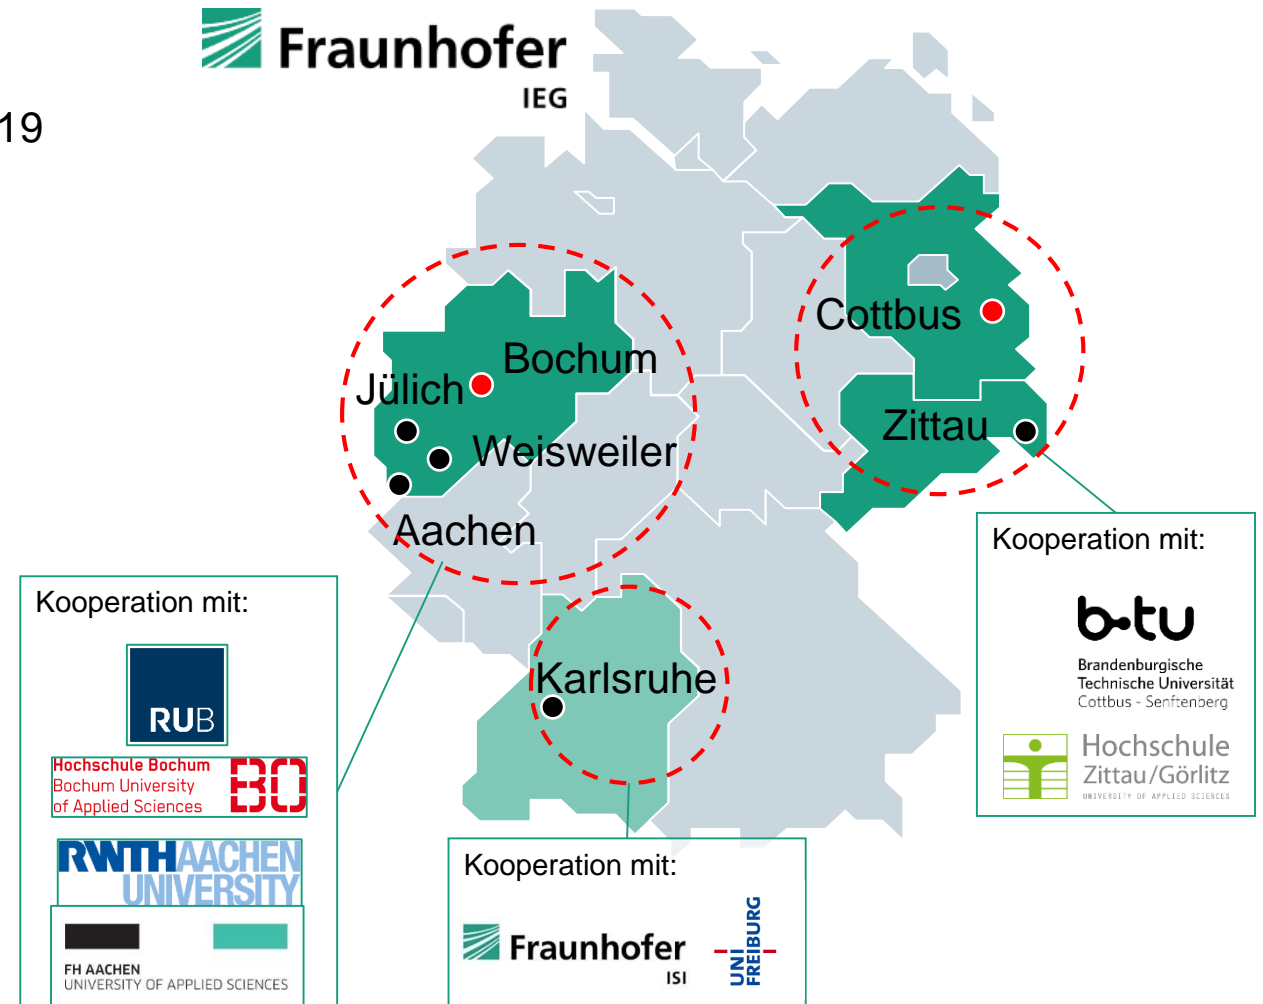 Fraunhofer
IEG
19
Cottbus
Bochum
Jülich
Zittau
Weisweiler
Aachen
Karlsruhe
Kooperation mit:
b-tu
Brandenburgische
Technische Universität
Cottbus - Senftenberg
Hochschule
Zittau/Görlitz
UNIVERSITY OF APPLIED SCIENCES
Kooperation mit:
RUB
Hochschule Bochum
Bochum University
of Applied Sciences
BO
RWTHAACHEN
UNIVERSITY
FH AACHEN
UNIVERSITY OF APPLIED SCIENCES
Kooperation mit:
Fraunhofer
ISI
UNI
FREIBURG